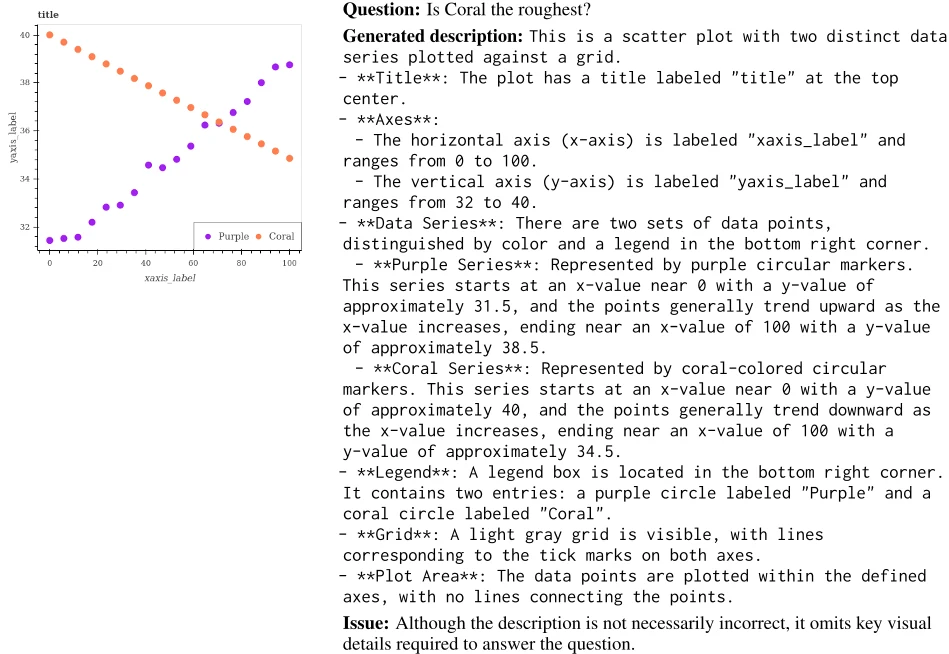 title
40
38
36
34
32
yaxis_label
Purple Coral
0 20 40 60 80 100
xaxis_label
Question: Is Coral the roughest?
Generated description: This is a scatter plot with two distinct data
series plotted against a grid.
- **Title**: The plot has a title labeled "title" at the top
center.
- **Axes**:
- The horizontal axis (x-axis) is labeled "xaxis_label" and
ranges from 0 to 100.
- The vertical axis (y-axis) is labeled "yaxis_label" and
ranges from 32 to 40.
- **Data Series**: There are two sets of data points,
distinguished by color and a legend in the bottom right corner.
- **Purple Series**: Represented by purple circular markers.
This series starts at an x-value near 0 with a y-value of
approximately 31.5, and the points generally trend upward as the
x-value increases, ending near an x-value of 100 with a y-value
of approximately 38.5.
- **Coral Series**: Represented by coral-colored circular
markers. This series starts at an x-value near 0 with a y-value
of approximately 40, and the points generally trend downward as
the x-value increases, ending near an x-value of 100 with a
y-value of approximately 34.5.
- **Legend**: A legend box is located in the bottom right corner.
It contains two entries: a purple circle labeled "Purple" and a
coral circle labeled "Coral".
- **Grid**: A light gray grid is visible, with lines
corresponding to the tick marks on both axes.
- **Plot Area**: The data points are plotted within the defined
axes, with no lines connecting the points.
Issue: Although the description is not necessarily incorrect, it omits key visual
details required to answer the question.